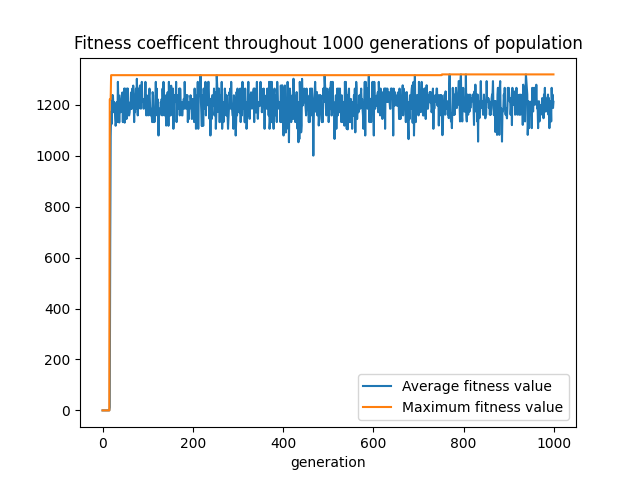 Fitness coefficent throughout 1000 generations of population
1200
1000
800
600
400
200
0
Average fitness value
Maximum fitness value
0 200 400 600 800 1000
generation